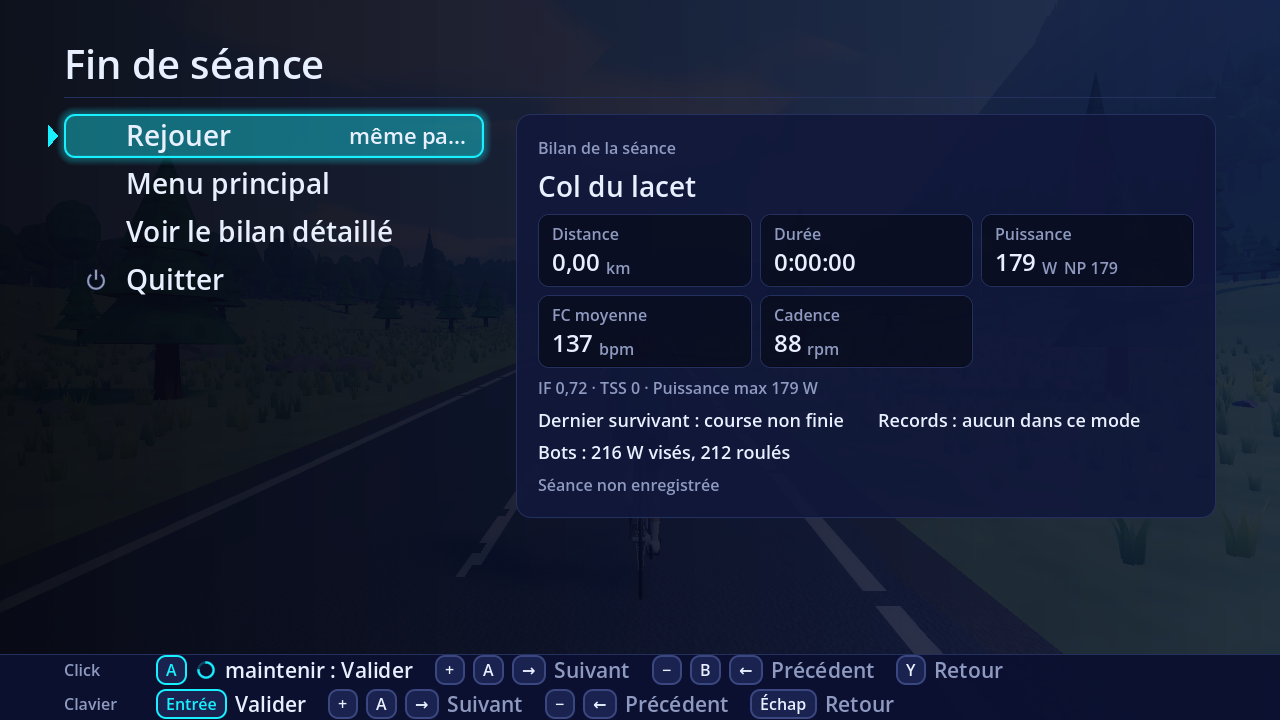 Fin de séance
Rejouer même pa...
Menu principal
Voir le bilan détaillé
Quitter
Bilan de la séance
Col du lacet
Distance
0,00 km
Durée
0:00:00
Puissance
179 W NP 179
FC moyenne
137 bpm
Cadence
88 rpm
IF 0,72 · TSS 0 · Puissance max 179 W
Dernier survivant : course non finie Records : aucun dans ce mode
Bots : 216 W visés, 212 roulés
Séance non enregistrée
Click A maintenir : Valider + A → Suivant − B ← Précédent Y Retour
Clavier Entrée Valider + A → Suivant − ← Précédent Échap Retour